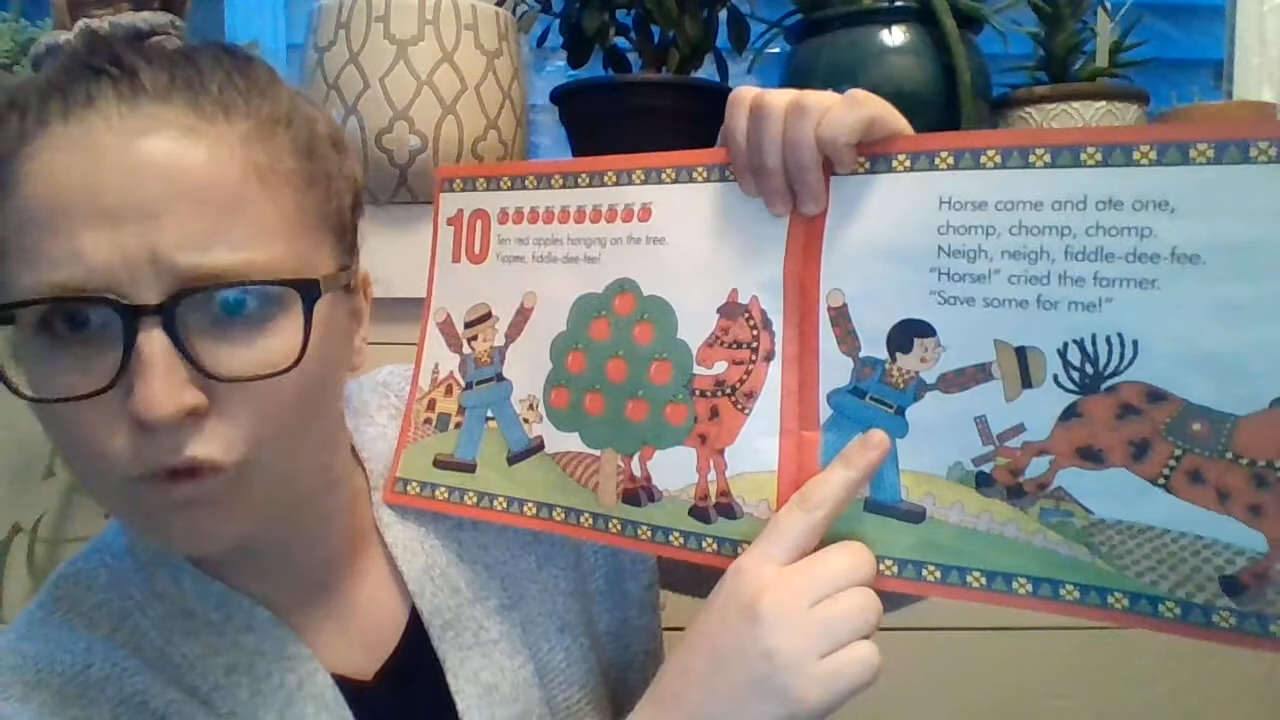 10
Ten red apples hanging on the tree.
Yippee, fiddle-dee-fee!
Horse came and ate one,
chomp, chomp, chomp.
Neigh, neigh, fiddle-dee-fee.
"Horse!" cried the farmer.
"Save some for me!"